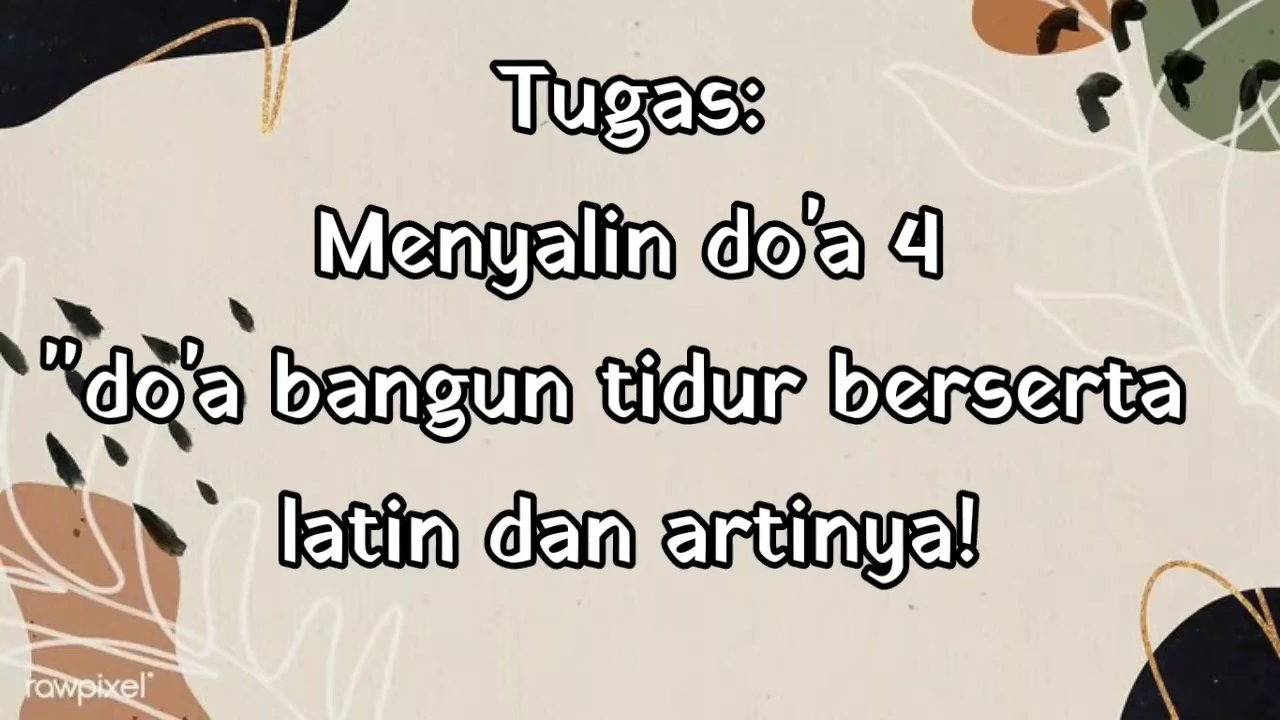 Tugas:
Menyalin do'a 4
"do'a bangun tidur berserta
latin dan artinya!
rawpixel